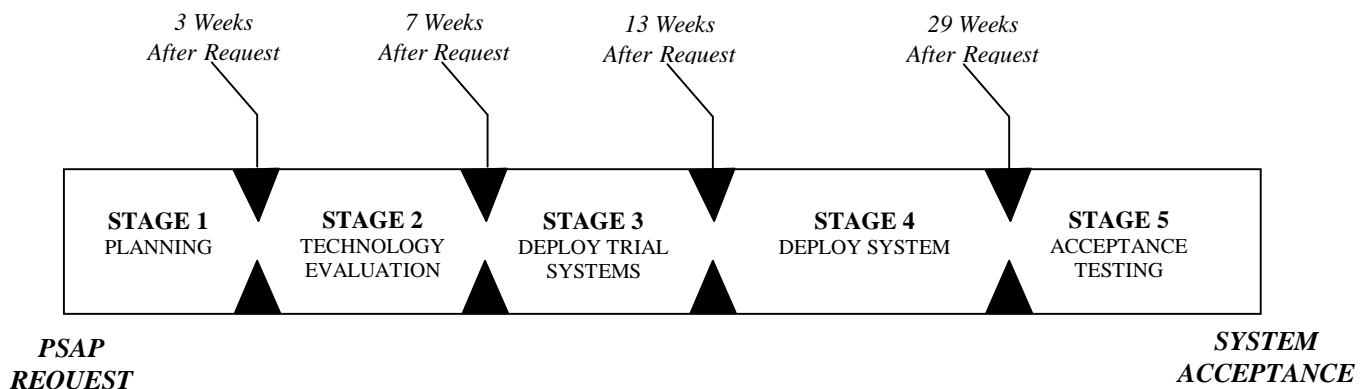 3 Weeks
After Request
7 Weeks
After Request
13 Weeks
After Request
29 Weeks
After Request
STAGE 1
PLANNING
STAGE 2
TECHNOLOGY
EVALUATION
STAGE 3
DEPLOY TRIAL
SYSTEMS
STAGE 4
DEPLOY SYSTEM
STAGE 5
ACCEPTANCE
TESTING
PSAP
REQUEST
SYSTEM
ACCEPTANCE